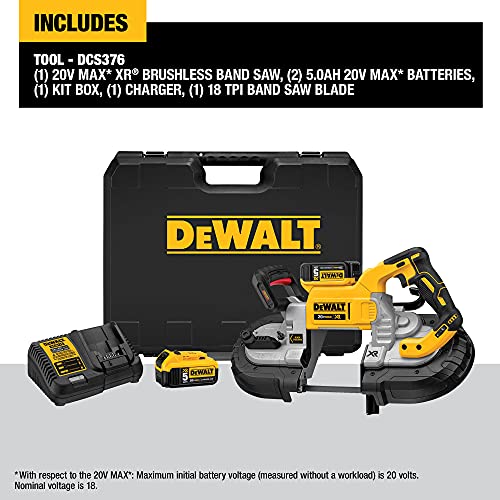 INCLUDES
TOOL - DCS376
(1) 20V MAX* XR® BRUSHLESS BAND SAW, (2) 5.0AH 20V MAX* BATTERIES,
(1) KIT BOX, (1) CHARGER, (1) 18 TPI BAND SAW BLADE
DEWALT
DEWALT
XR
*With respect to the 20V MAX*: Maximum initial battery voltage (measured without a workload) is 20 volts.
Nominal voltage is 18.